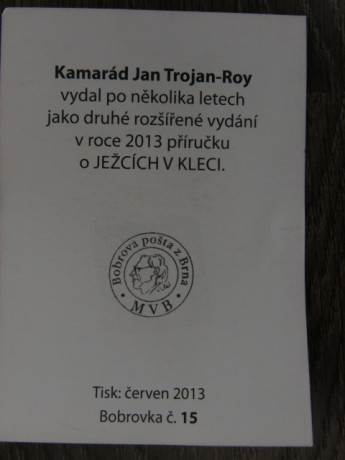 Kamarád Jan Trojan-Roy
vydal po několika letech
jako druhé rozšířené vydání
v roce 2013 příručku
o JEŽCÍCH V KLECI.
Bobrova pošta z Brna
• MVB •
Tisk: červen 2013
Bobrovka č. 15